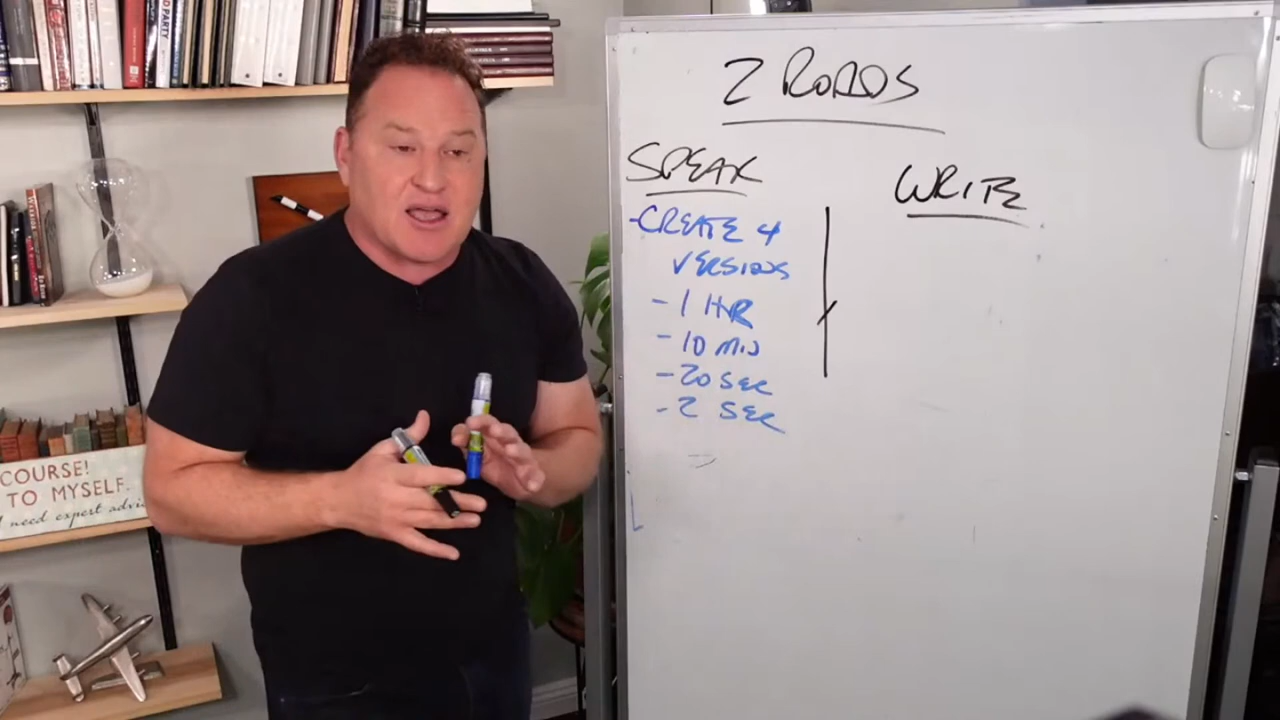 2 ROADS
SPEAK
- CREATE 4
VERSIONS
- 1 HR
- 10 MIN
- 20 SEC
- 2 SEC
WRITE
COURSE!
TO MYSELF.
need expert advi